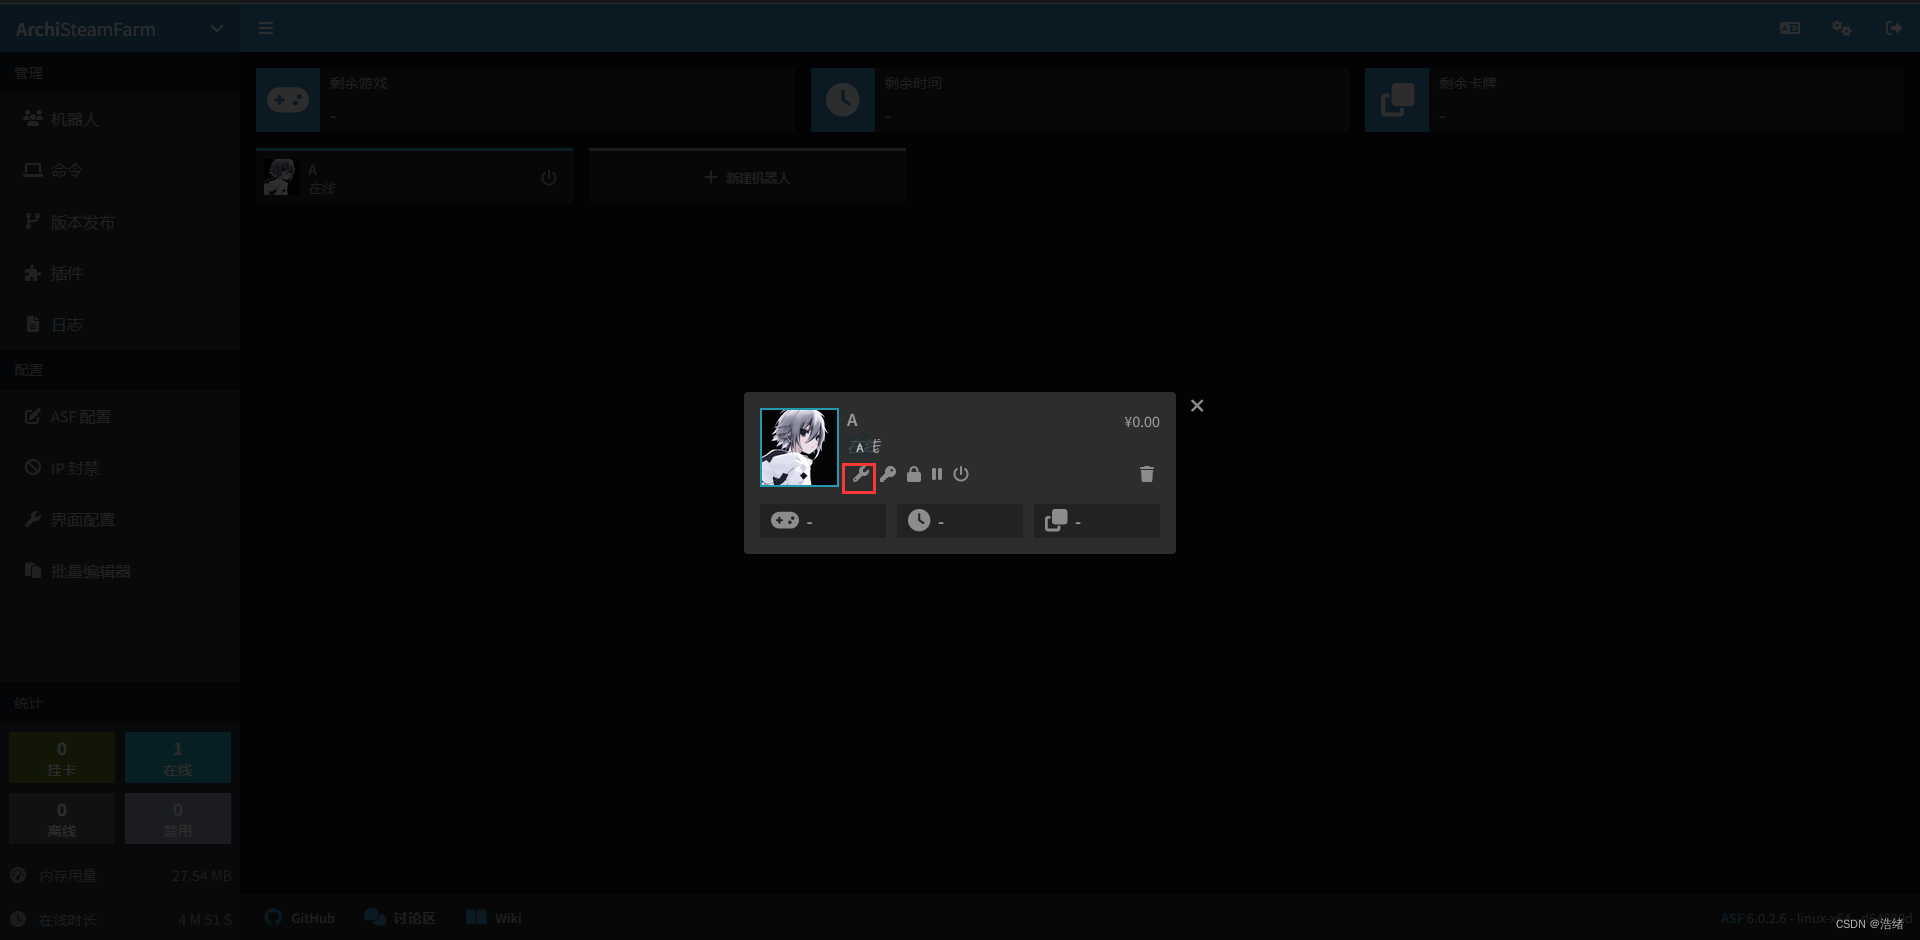 ArchiSteamFarm
管理
机器人
命令
版本发布
插件
日志
配置
ASF 配置
IP 封禁
界面配置
批量编辑器
统计
0
挂卡
1
在线
0
离线
0
禁用
内存用量 27.54 MB
在线时长 4 M 51 S
剩余游戏
-
剩余时间
-
剩余卡牌
-
A
在线
新建机器人
A
¥0.00
在线
A
-
-
-
GitHub
讨论区
Wiki
ASF 6.0.2.6 - linux-x64
CSDN @浩绪